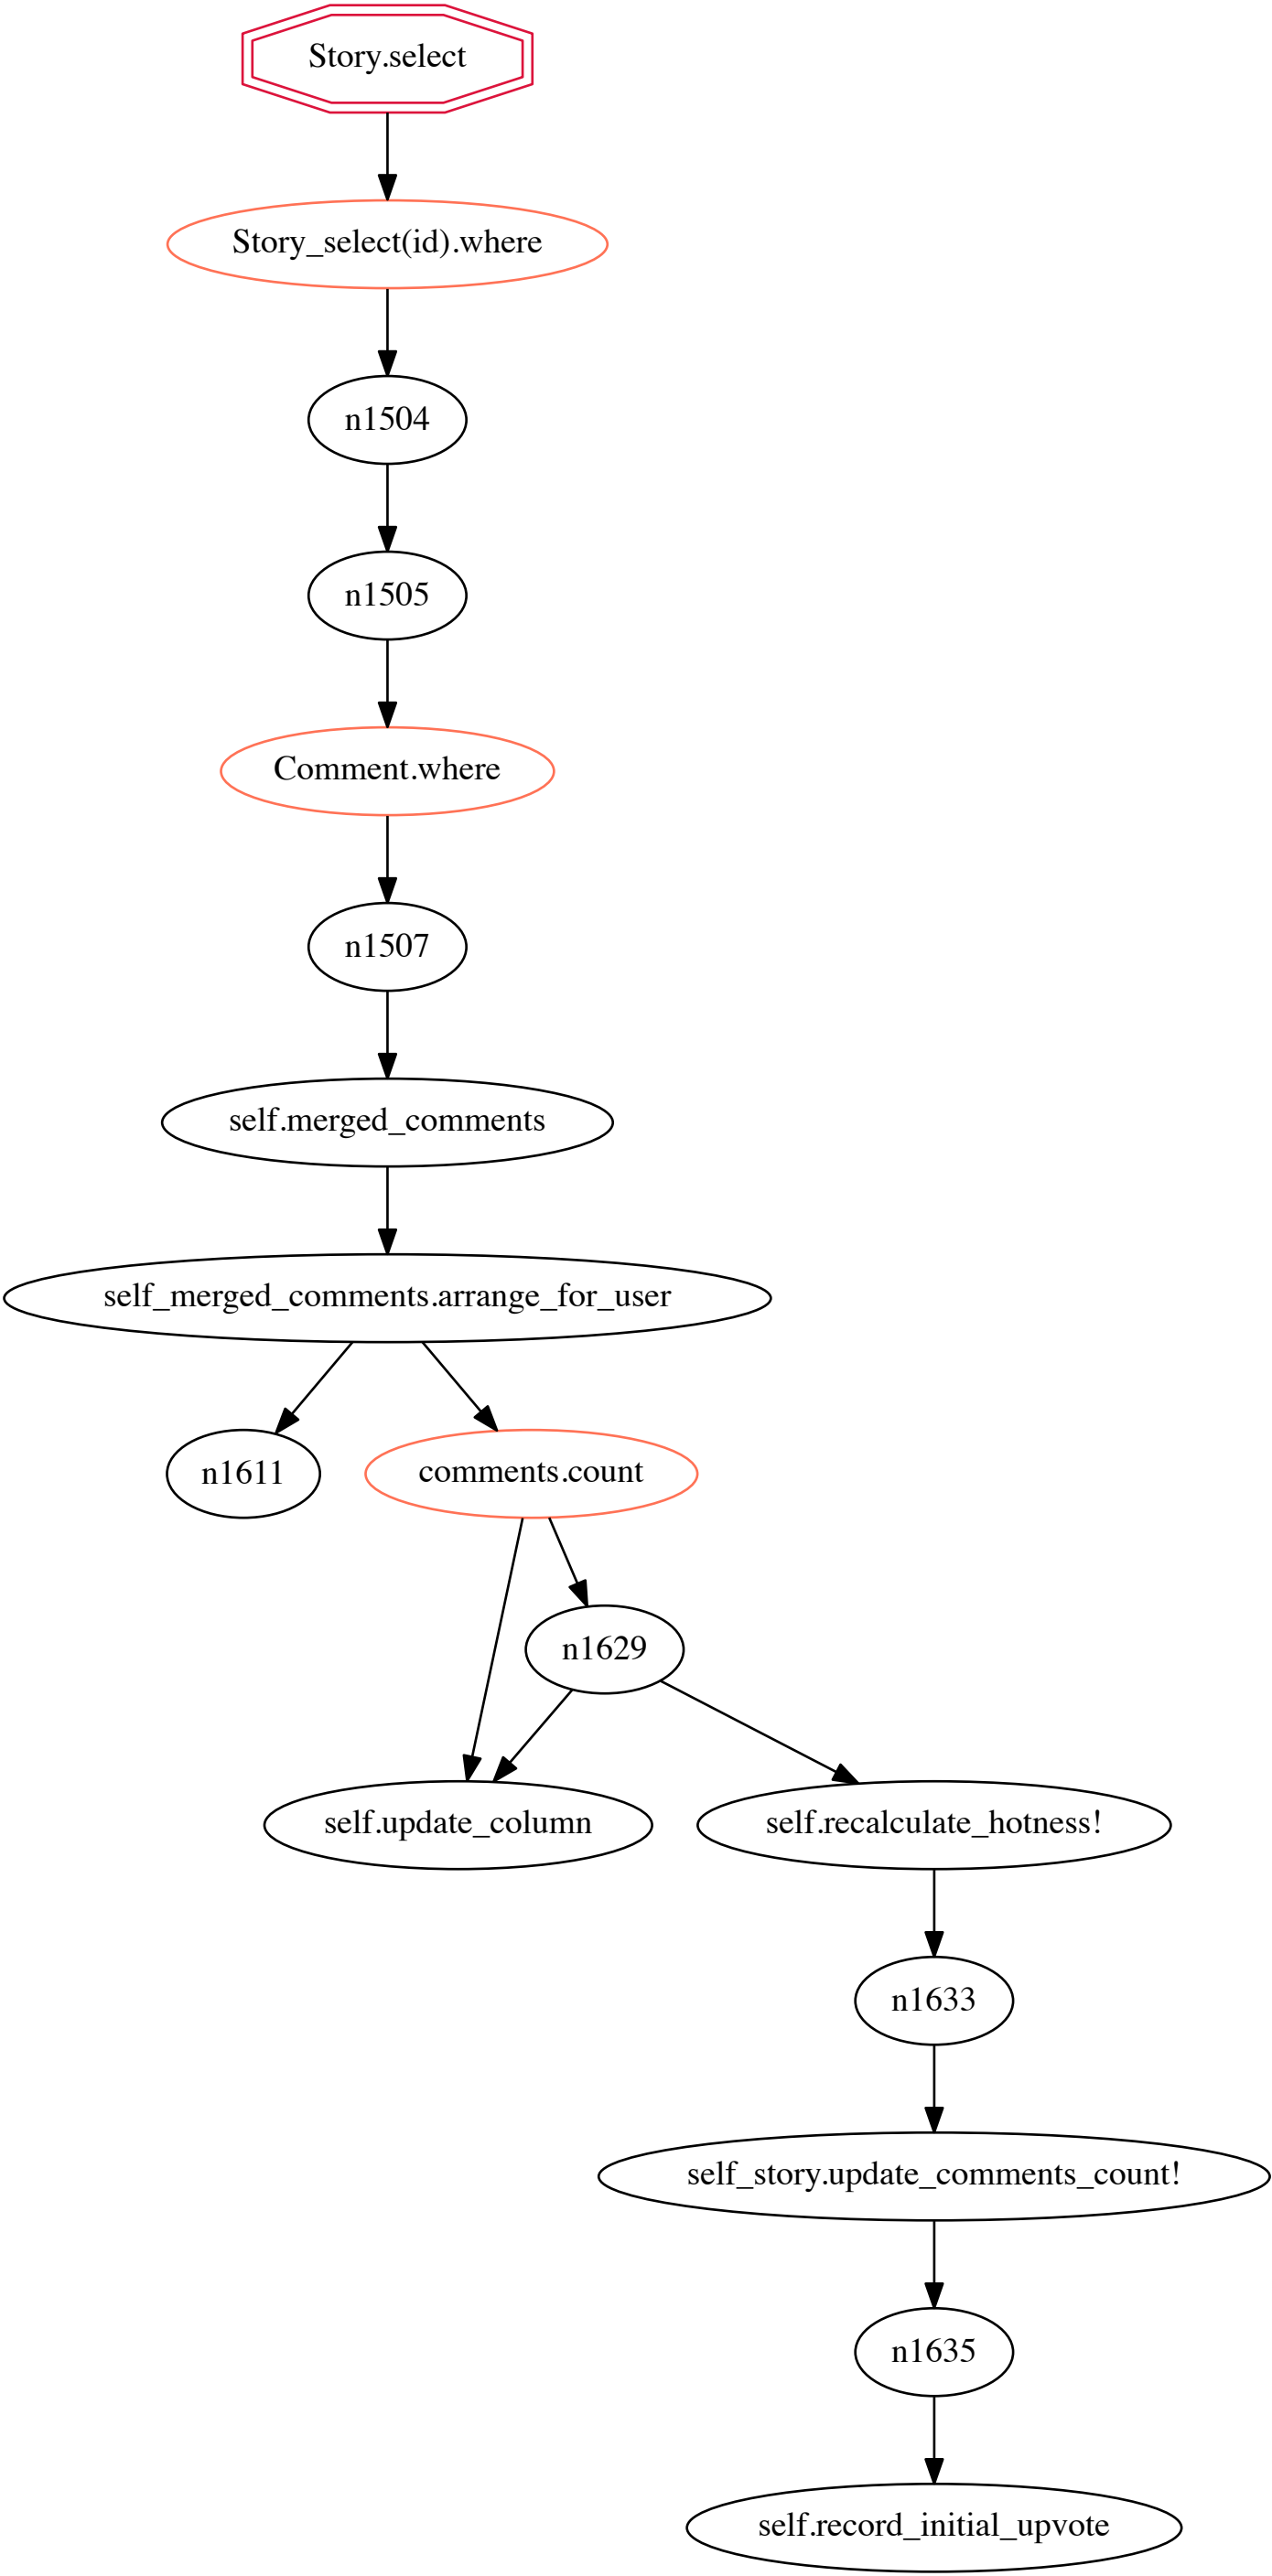 Story.select
Story_select(id).where
n1504
n1505
Comment.where
n1507
self.merged_comments
self_merged_comments.arrange_for_user
n1611
comments.count
n1629
self.update_column
self.recalculate_hotness!
n1633
self_story.update_comments_count!
n1635
self.record_initial_upvote